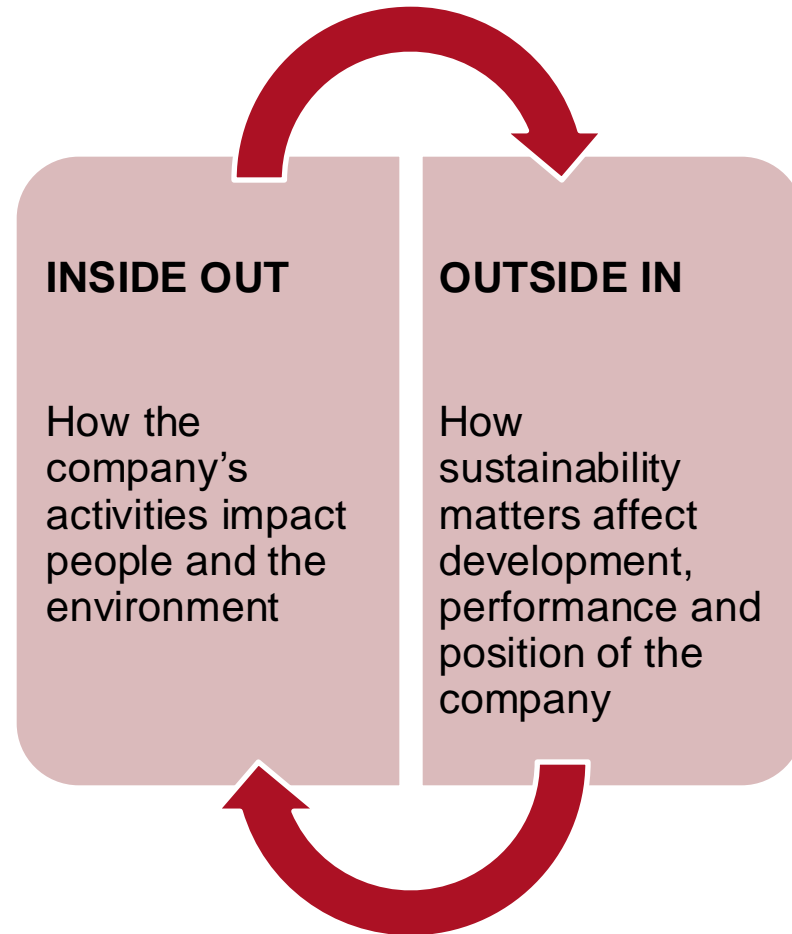 INSIDE OUT
How the
company’s
activities impact
people and the
environment
OUTSIDE IN
How
sustainability
matters affect
development,
performance and
position of the
company